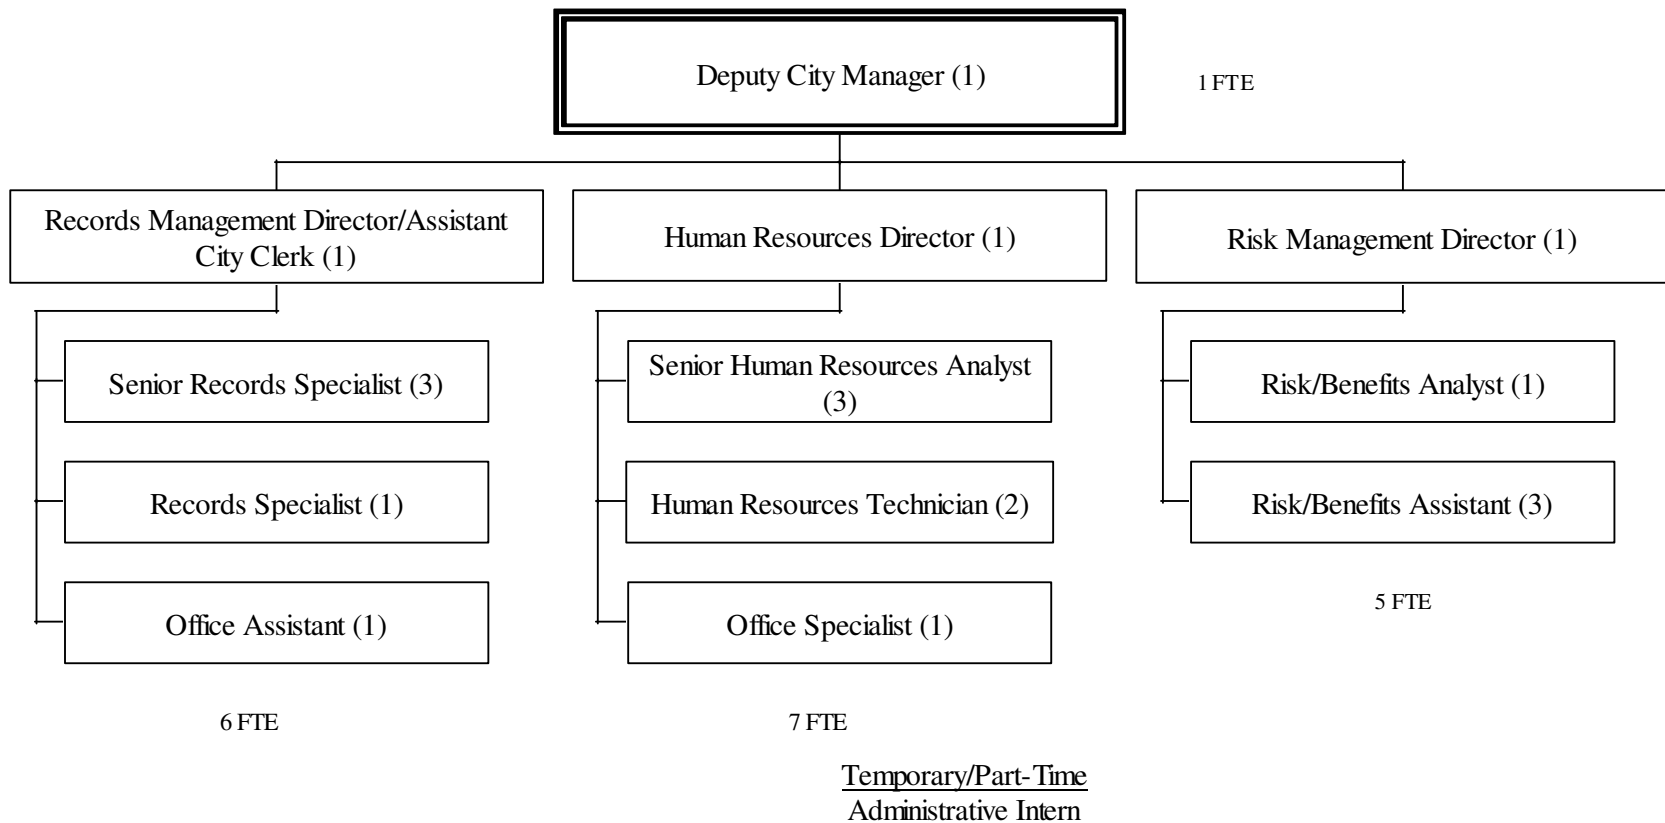 Deputy City Manager (1)
1 FTE
Records Management Director/Assistant
City Clerk (1)
Human Resources Director (1)
Risk Management Director (1)
Senior Records Specialist (3)
Senior Human Resources Analyst
(3)
Risk/Benefits Analyst (1)
Records Specialist (1)
Human Resources Technician (2)
Risk/Benefits Assistant (3)
5 FTE
Office Assistant (1)
Office Specialist (1)
6 FTE
7 FTE
Temporary/Part-Time
Administrative Intern